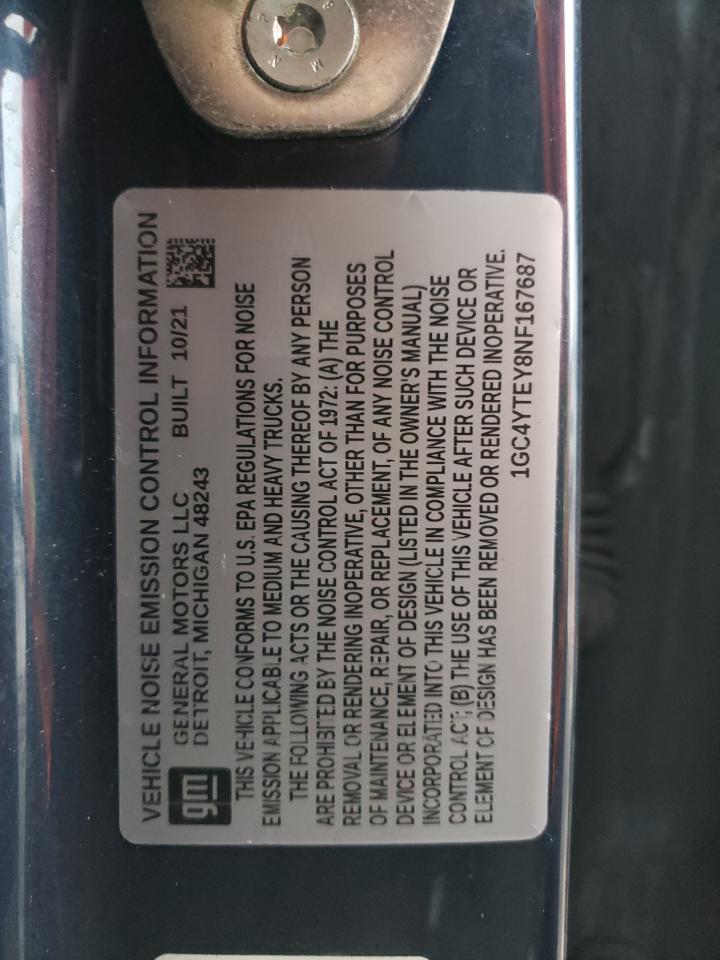 VEHICLE NOISE EMISSION CONTROL INFORMATION
gm
GENERAL MOTORS LLC
DETROIT, MICHIGAN 48243
BUILT 10/21
THIS VEHICLE CONFORMS TO U.S. EPA REGULATIONS FOR NOISE
EMISSION APPLICABLE TO MEDIUM AND HEAVY TRUCKS.
THE FOLLOWING ACTS OR THE CAUSING THEREOF BY ANY PERSON
ARE PROHIBITED BY THE NOISE CONTROL ACT OF 1972: (A) THE
REMOVAL OR RENDERING INOPERATIVE, OTHER THAN FOR PURPOSES
OF MAINTENANCE, REPAIR, OR REPLACEMENT, OF ANY NOISE CONTROL
DEVICE OR ELEMENT OF DESIGN (LISTED IN THE OWNER'S MANUAL)
INCORPORATED INTO THIS VEHICLE IN COMPLIANCE WITH THE NOISE
CONTROL ACT; (B) THE USE OF THIS VEHICLE AFTER SUCH DEVICE OR
ELEMENT OF DESIGN HAS BEEN REMOVED OR RENDERED INOPERATIVE.
1GC4YTEY8NF167687